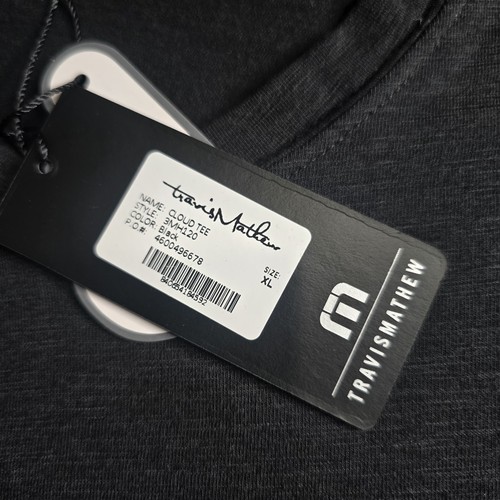 travisMathew
NAME: CLOUD TEE
STYLE: 3MH120
COLOR: Black
P.O.#:
4600496678
SIZE:
XL
TRAVISMATHEW